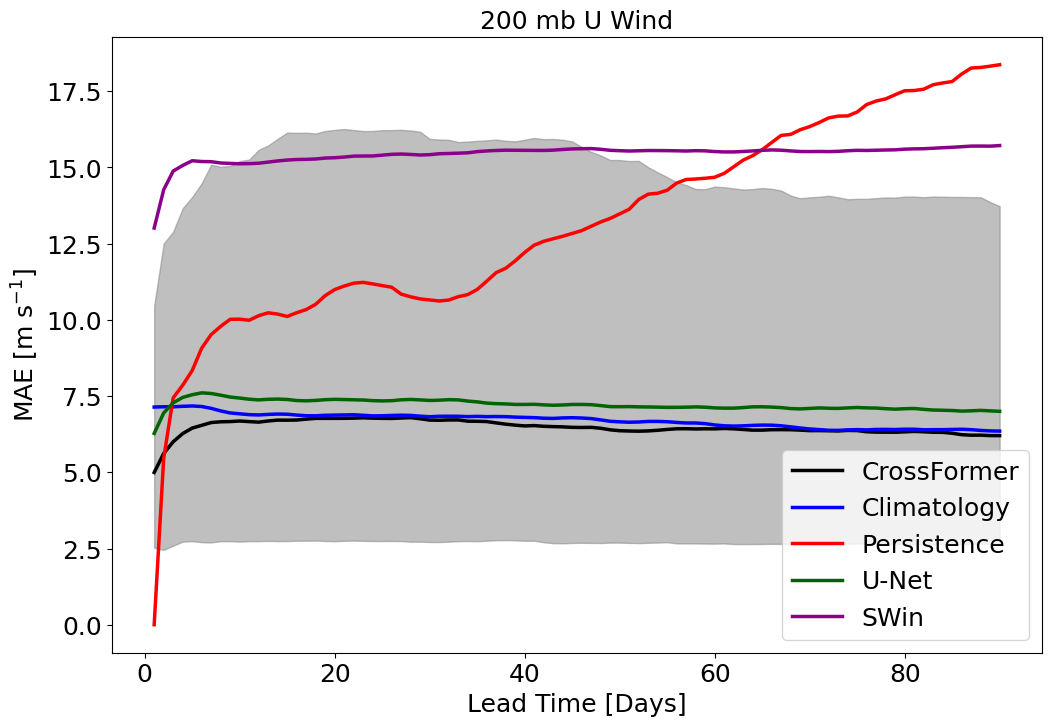 200 mb U Wind
MAE [m s⁻¹]
17.5
15.0
12.5
10.0
7.5
5.0
2.5
0.0
CrossFormer
Climatology
Persistence
U-Net
SWin
0 20 40 60 80
Lead Time [Days]